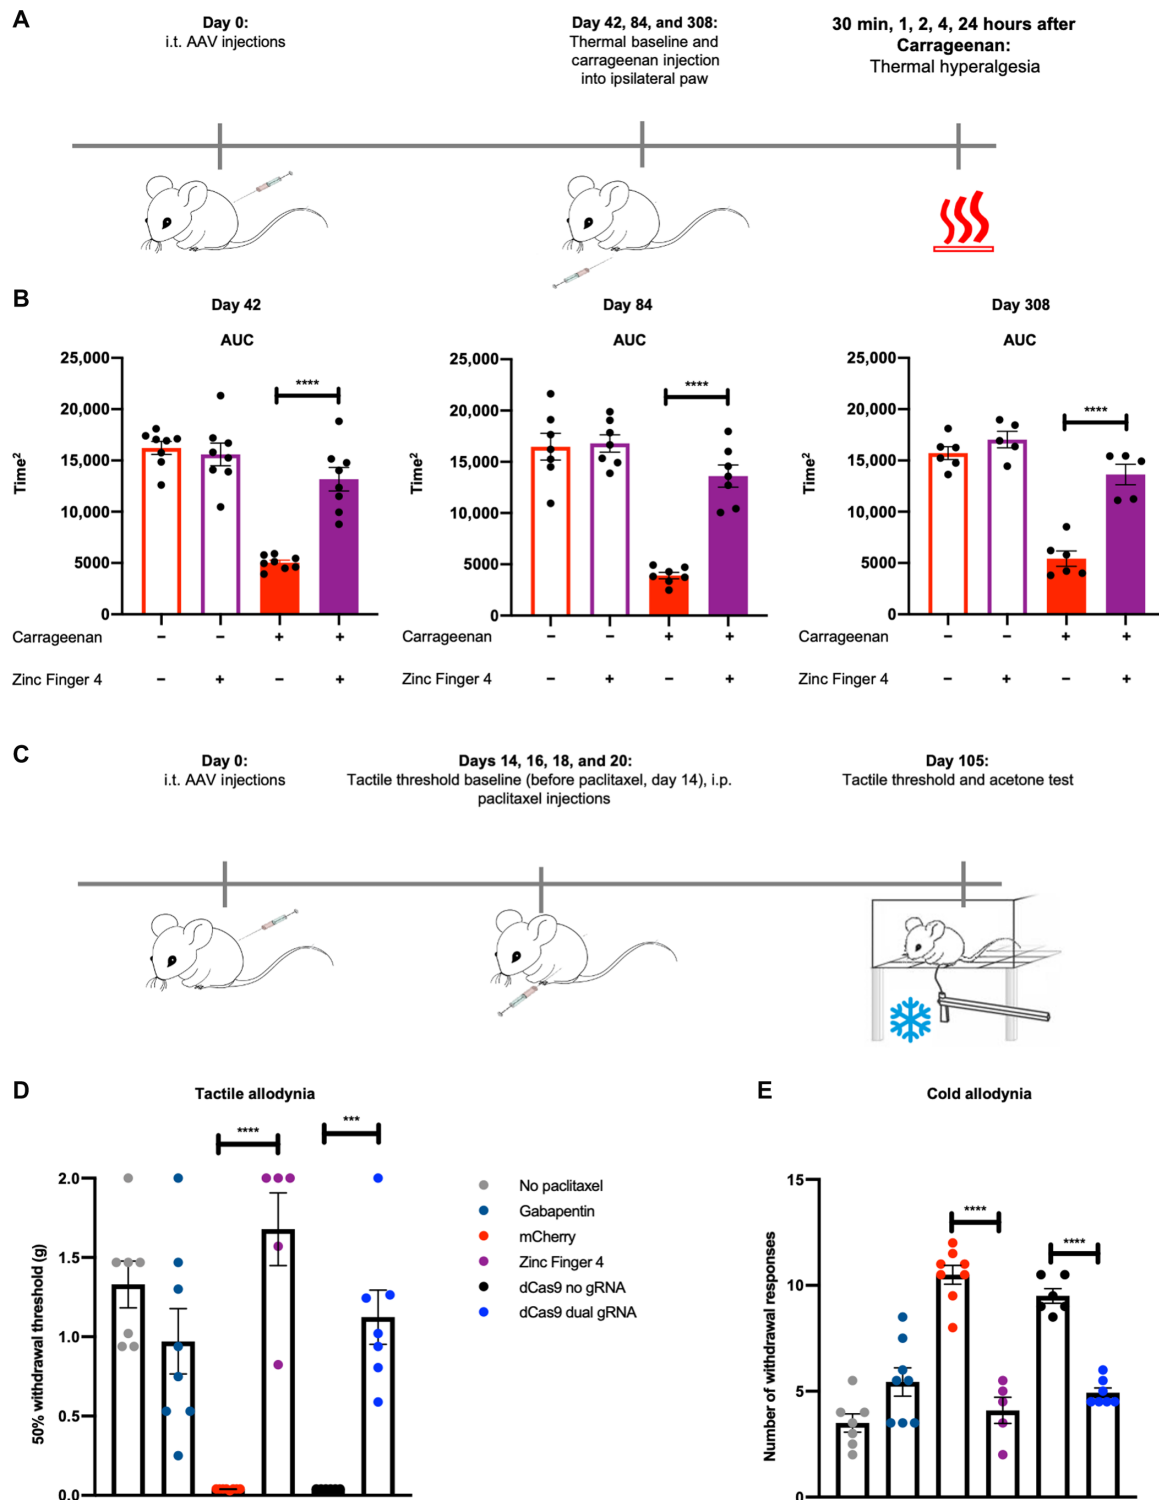 A
Day 0:
i.t. AAV injections
Day 42, 84, and 308:
Thermal baseline and
carrageenan injection
into ipsilateral paw
30 min, 1, 2, 4, 24 hours after
Carrageenan:
Thermal hyperalgesia
B
Day 42
AUC
Time²
25,000
20,000
15,000
10,000
5000
0
****
Carrageenan − − + +
Zinc Finger 4 − + − +
Day 84
AUC
Time²
25,000
20,000
15,000
10,000
5000
0
****
Carrageenan − − + +
Zinc Finger 4 − + − +
Day 308
AUC
Time²
25,000
20,000
15,000
10,000
5000
0
****
Carrageenan − − + +
Zinc Finger 4 − + − +
C
Day 0:
i.t. AAV injections
Days 14, 16, 18, and 20:
Tactile threshold baseline (before paclitaxel, day 14), i.p.
paclitaxel injections
Day 105:
Tactile threshold and acetone test
D
Tactile allodynia
50% withdrawal threshold (g)
2.0
1.5
1.0
0.5
0.0
****
***
No paclitaxel
Gabapentin
mCherry
Zinc Finger 4
dCas9 no gRNA
dCas9 dual gRNA
E
Cold allodynia
Number of withdrawal responses
15
10
5
0
****
****